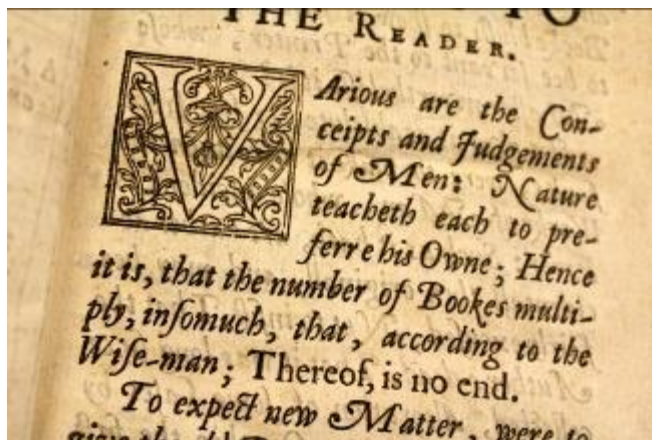 TO
THE READER.
VArious are the Con-
ceipts and Judgements
of Men: Nature
teacheth each to pre-
ferre his Owne; Hence
it is, that the number of Bookes multi-
ply, inſomuch, that, according to the
Wiſe-man; Thereof, is no end.
To expect new Matter, were to